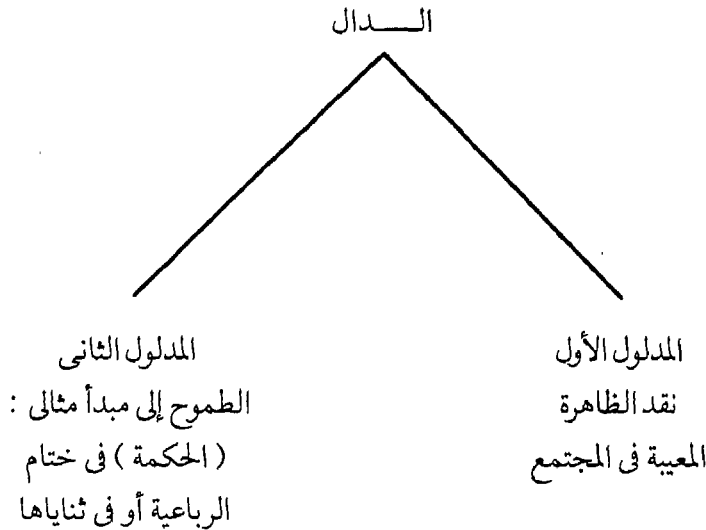 الـــدال
المدلول الأول
نقد الظاهرة
المعيبة فى المجتمع
المدلول الثانى
الطموح إلى مبدأ مثالى :
( الحكمة ) فى ختام
الرباعية أو فى ثناياها